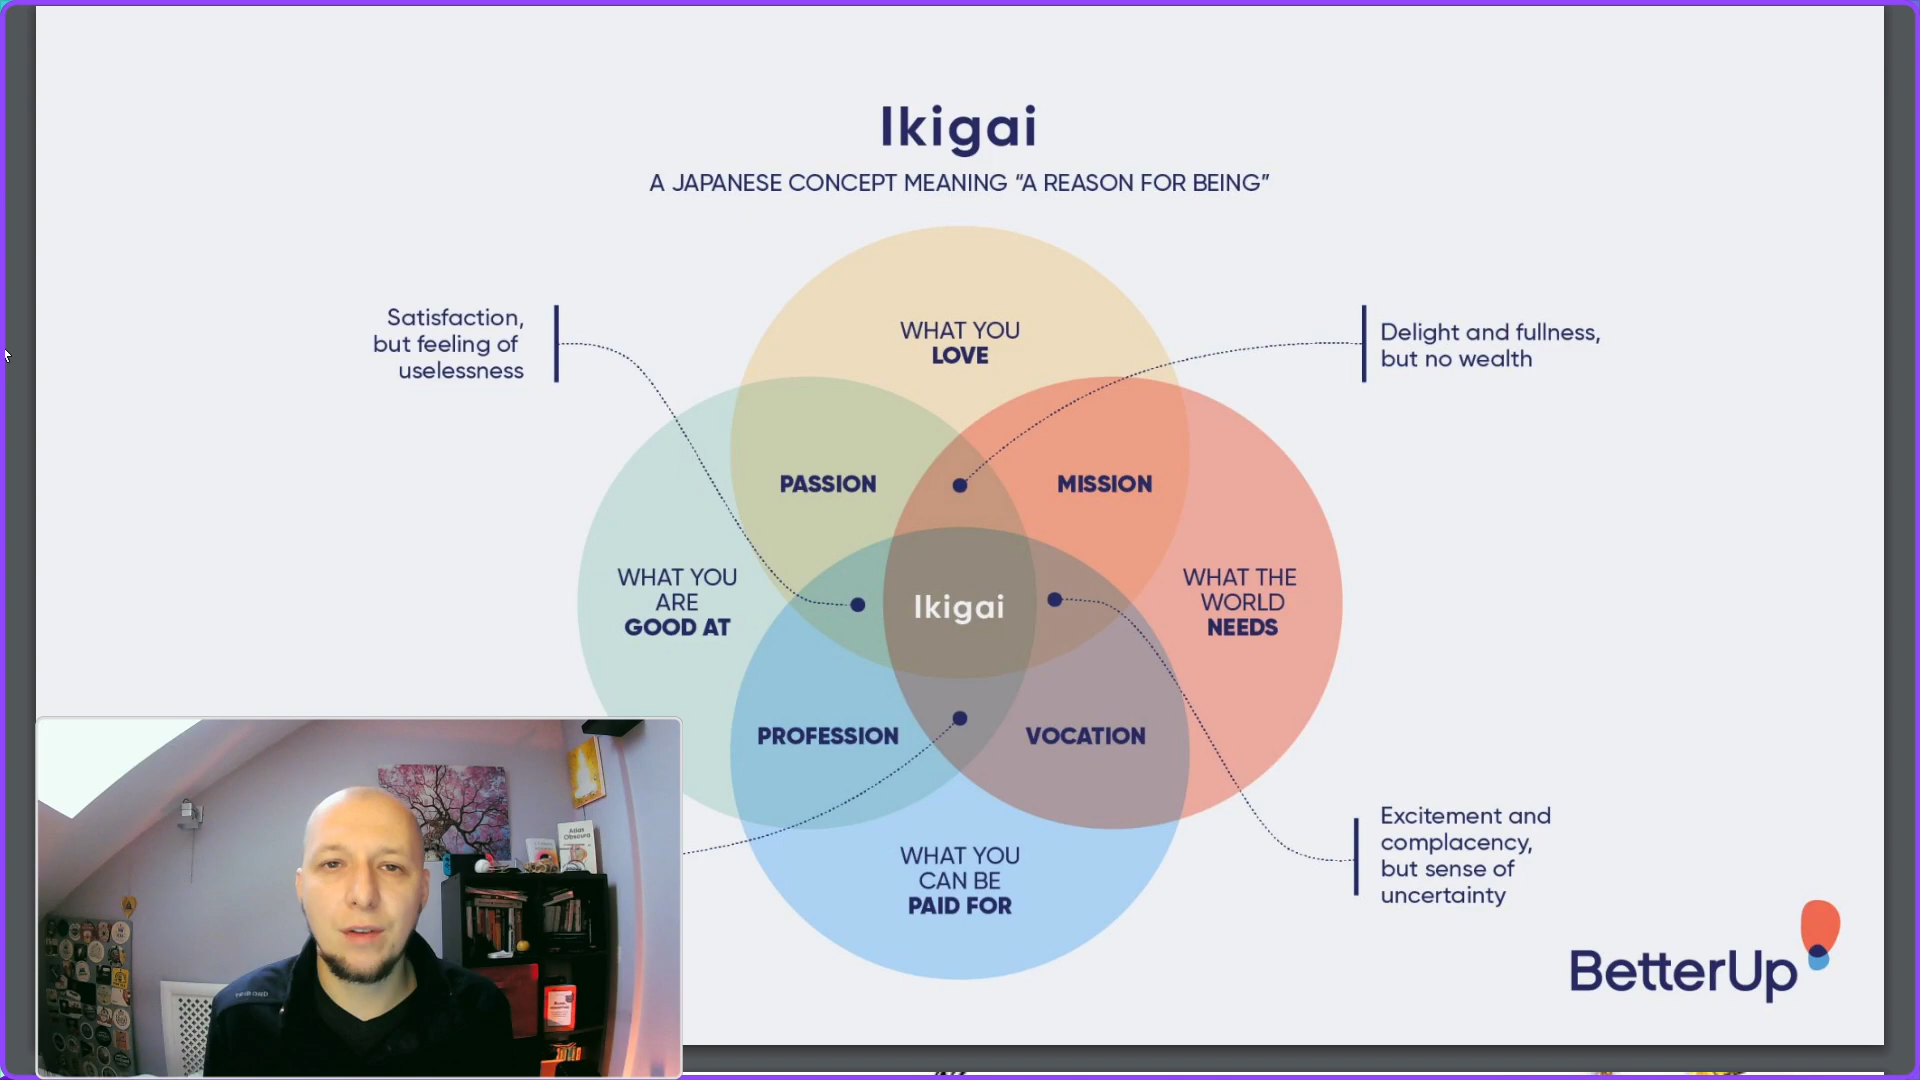 Ikigai
A JAPANESE CONCEPT MEANING “A REASON FOR BEING”
Satisfaction,
but feeling of
uselessness
Delight and fullness,
but no wealth
WHAT YOU
LOVE
PASSION
MISSION
WHAT YOU
ARE
GOOD AT
Ikigai
WHAT THE
WORLD
NEEDS
PROFESSION
VOCATION
WHAT YOU
CAN BE
PAID FOR
Excitement and
complacency,
but sense of
uncertainty
BetterUp
Atlas
Obscura